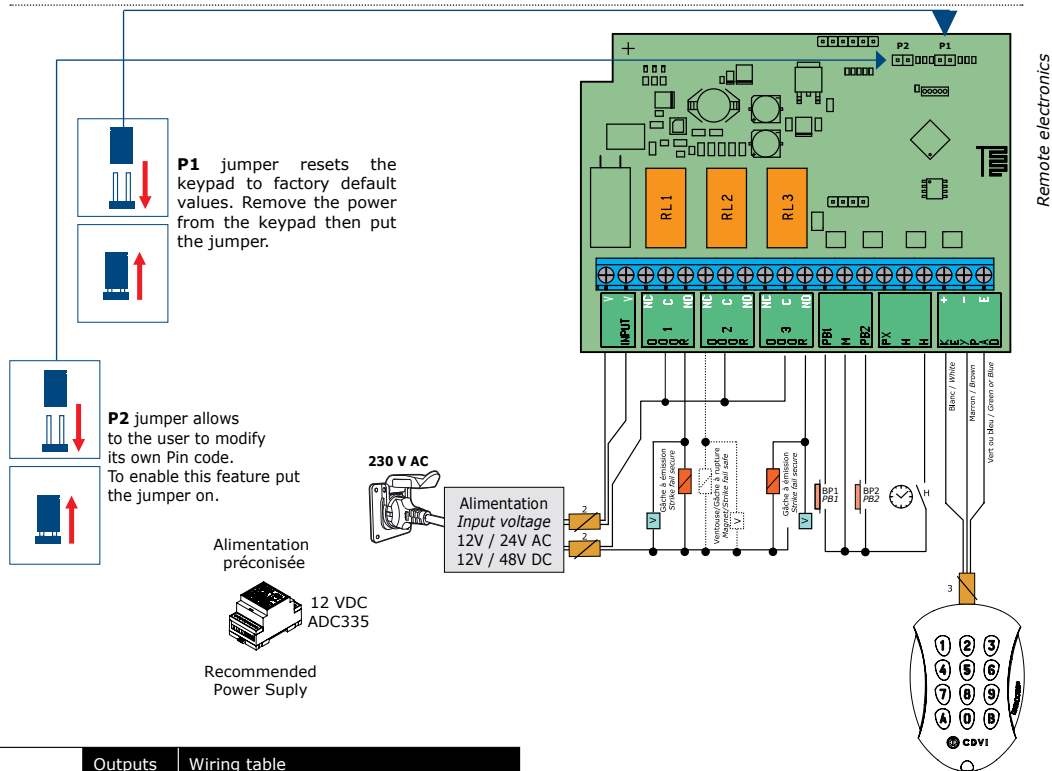 Remote electronics
P2 P1
P1 jumper resets the
keypad to factory default
values. Remove the power
from the keypad then put
the jumper.
P2 jumper allows
to the user to modify
its own Pin code.
To enable this feature put
the jumper on.
RL1
RL2
RL3
V V NC C NO NC C NO NC C NO PB1 M PB2 PX H H + - E
INPUT
DOOR 1
DOOR 2
DOOR 3
KEYPAD
Blanc / White
Marron / Brown
Vert ou bleu / Green or Blue
230 V AC
Alimentation
Input voltage
12V / 24V AC
12V / 48V DC
2
2
V
Gâche à émission
Strike fail secure
Ventouse/Gâche à rupture
Magnet/Strike fail safe
V
Gâche à émission
Strike fail secure
V
BP1
PB1
BP2
PB2
H
3
Alimentation
préconisée
12 VDC
ADC335
Recommended
Power Suply
1 2 3
4 5 6
7 8 9
A 0 B
CDVI
Outputs Wiring table